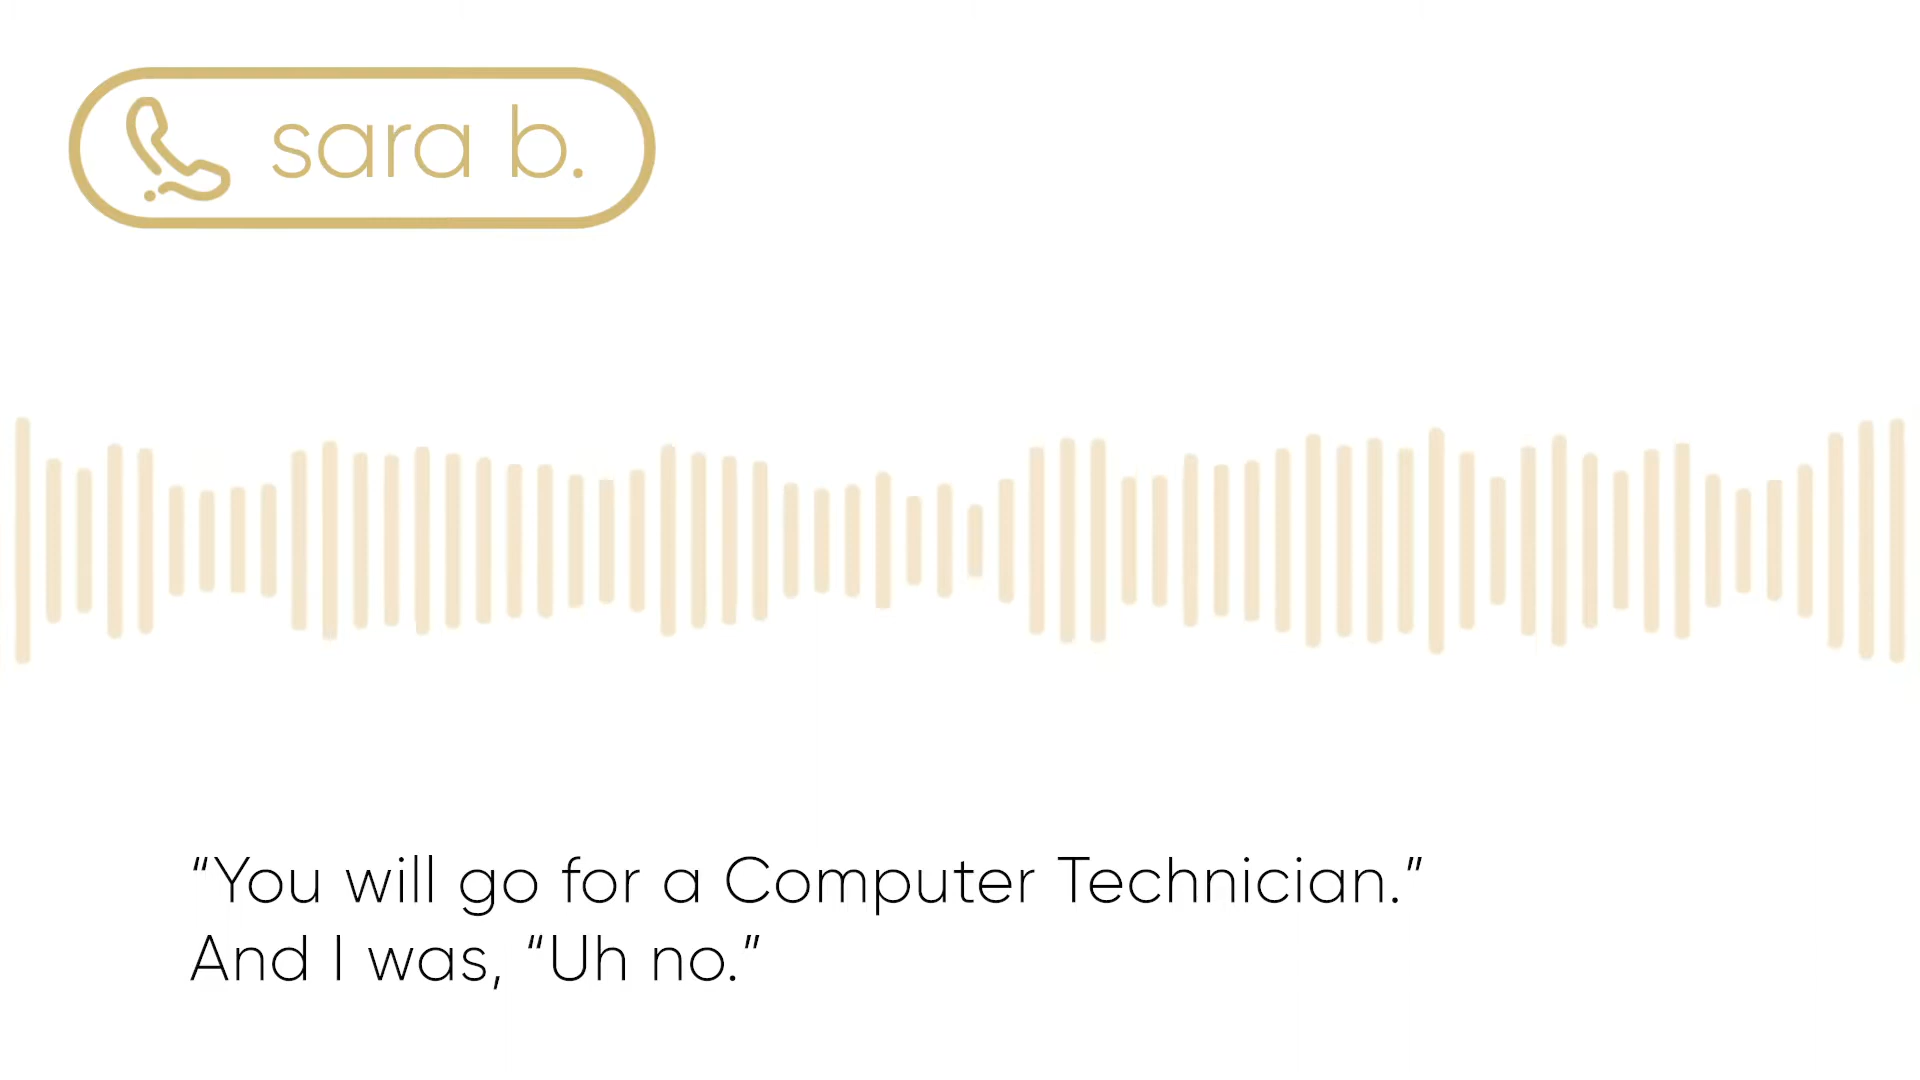 sara b.
“You will go for a Computer Technician.”
And I was, “Uh no.”